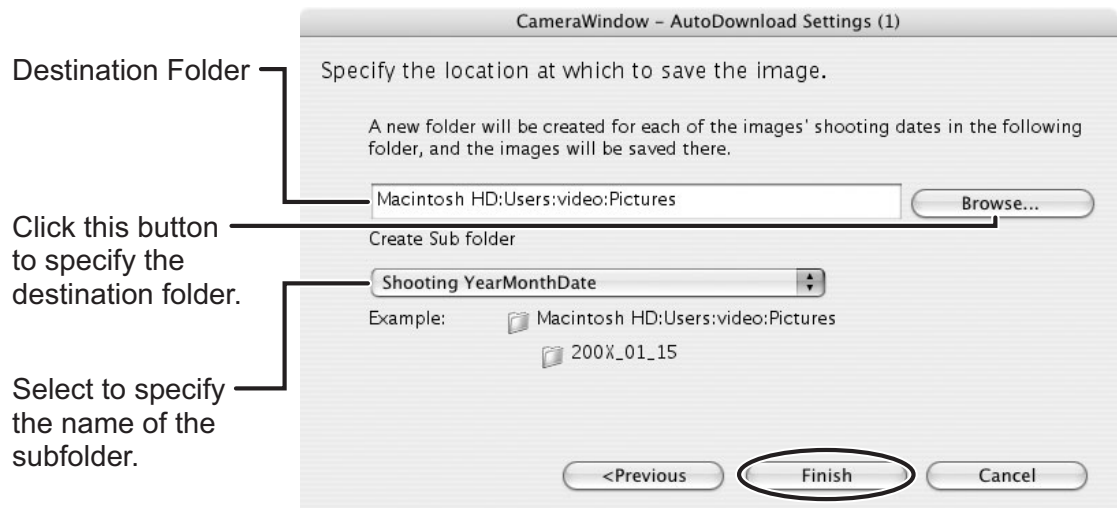 CameraWindow – AutoDownload Settings (1)
Destination Folder
Specify the location at which to save the image.
A new folder will be created for each of the images' shooting dates in the following
folder, and the images will be saved there.
Macintosh HD:Users:video:Pictures
Browse...
Click this button
to specify the
destination folder.
Create Sub folder
Shooting YearMonthDate
Example:
Macintosh HD:Users:video:Pictures
200X_01_15
Select to specify
the name of the
subfolder.
<Previous
Finish
Cancel